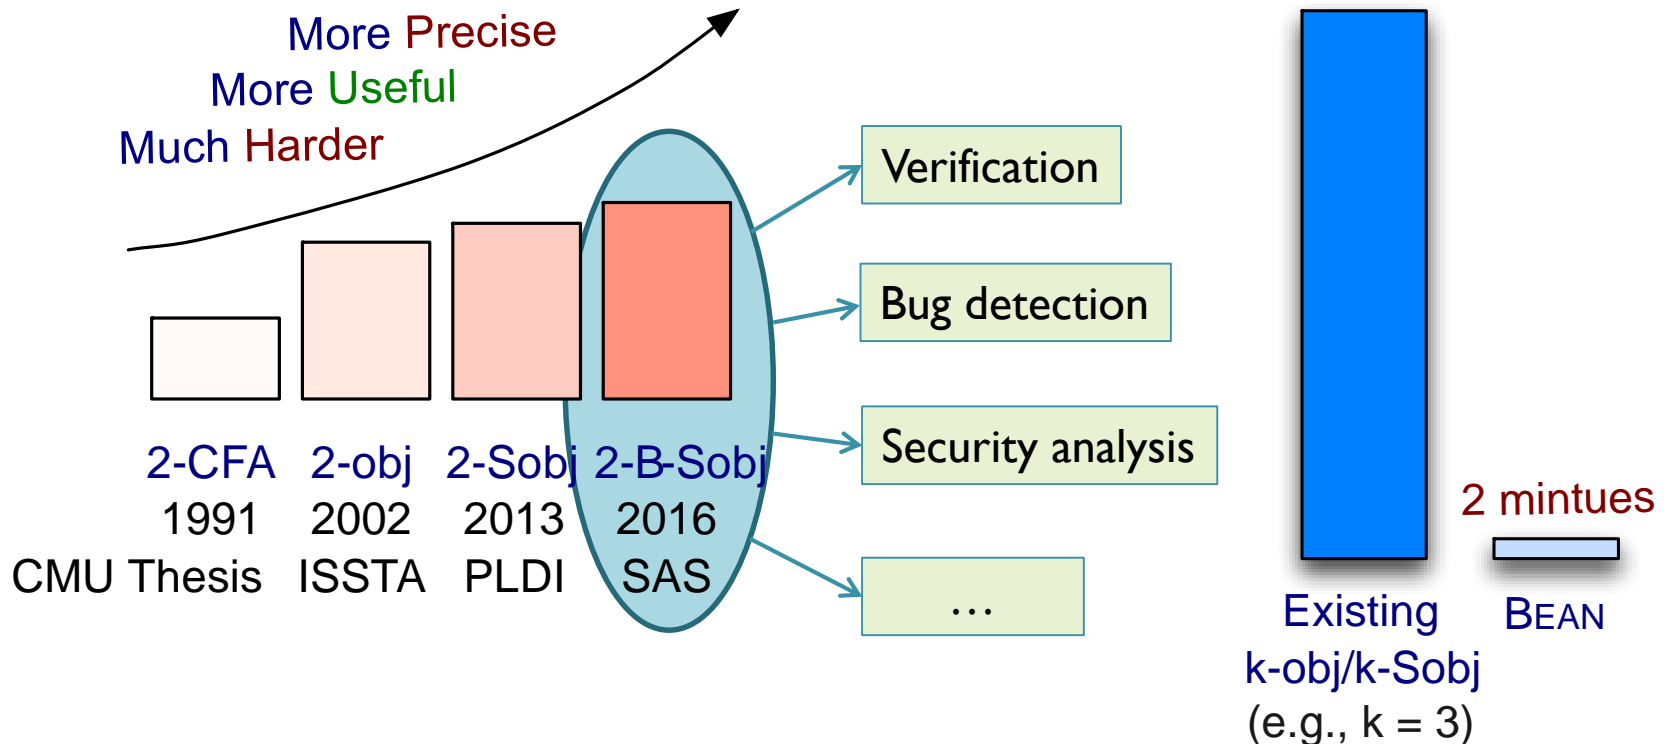 More Precise
More Useful
Much Harder
2-CFA
1991
CMU Thesis
2-obj
2002
ISSTA
2-Sobj
2013
PLDI
2-B-Sobj
2016
SAS
Verification
Bug detection
Security analysis
...
Existing
k-obj/k-Sobj
(e.g., k = 3)
2 mintues
BEAN